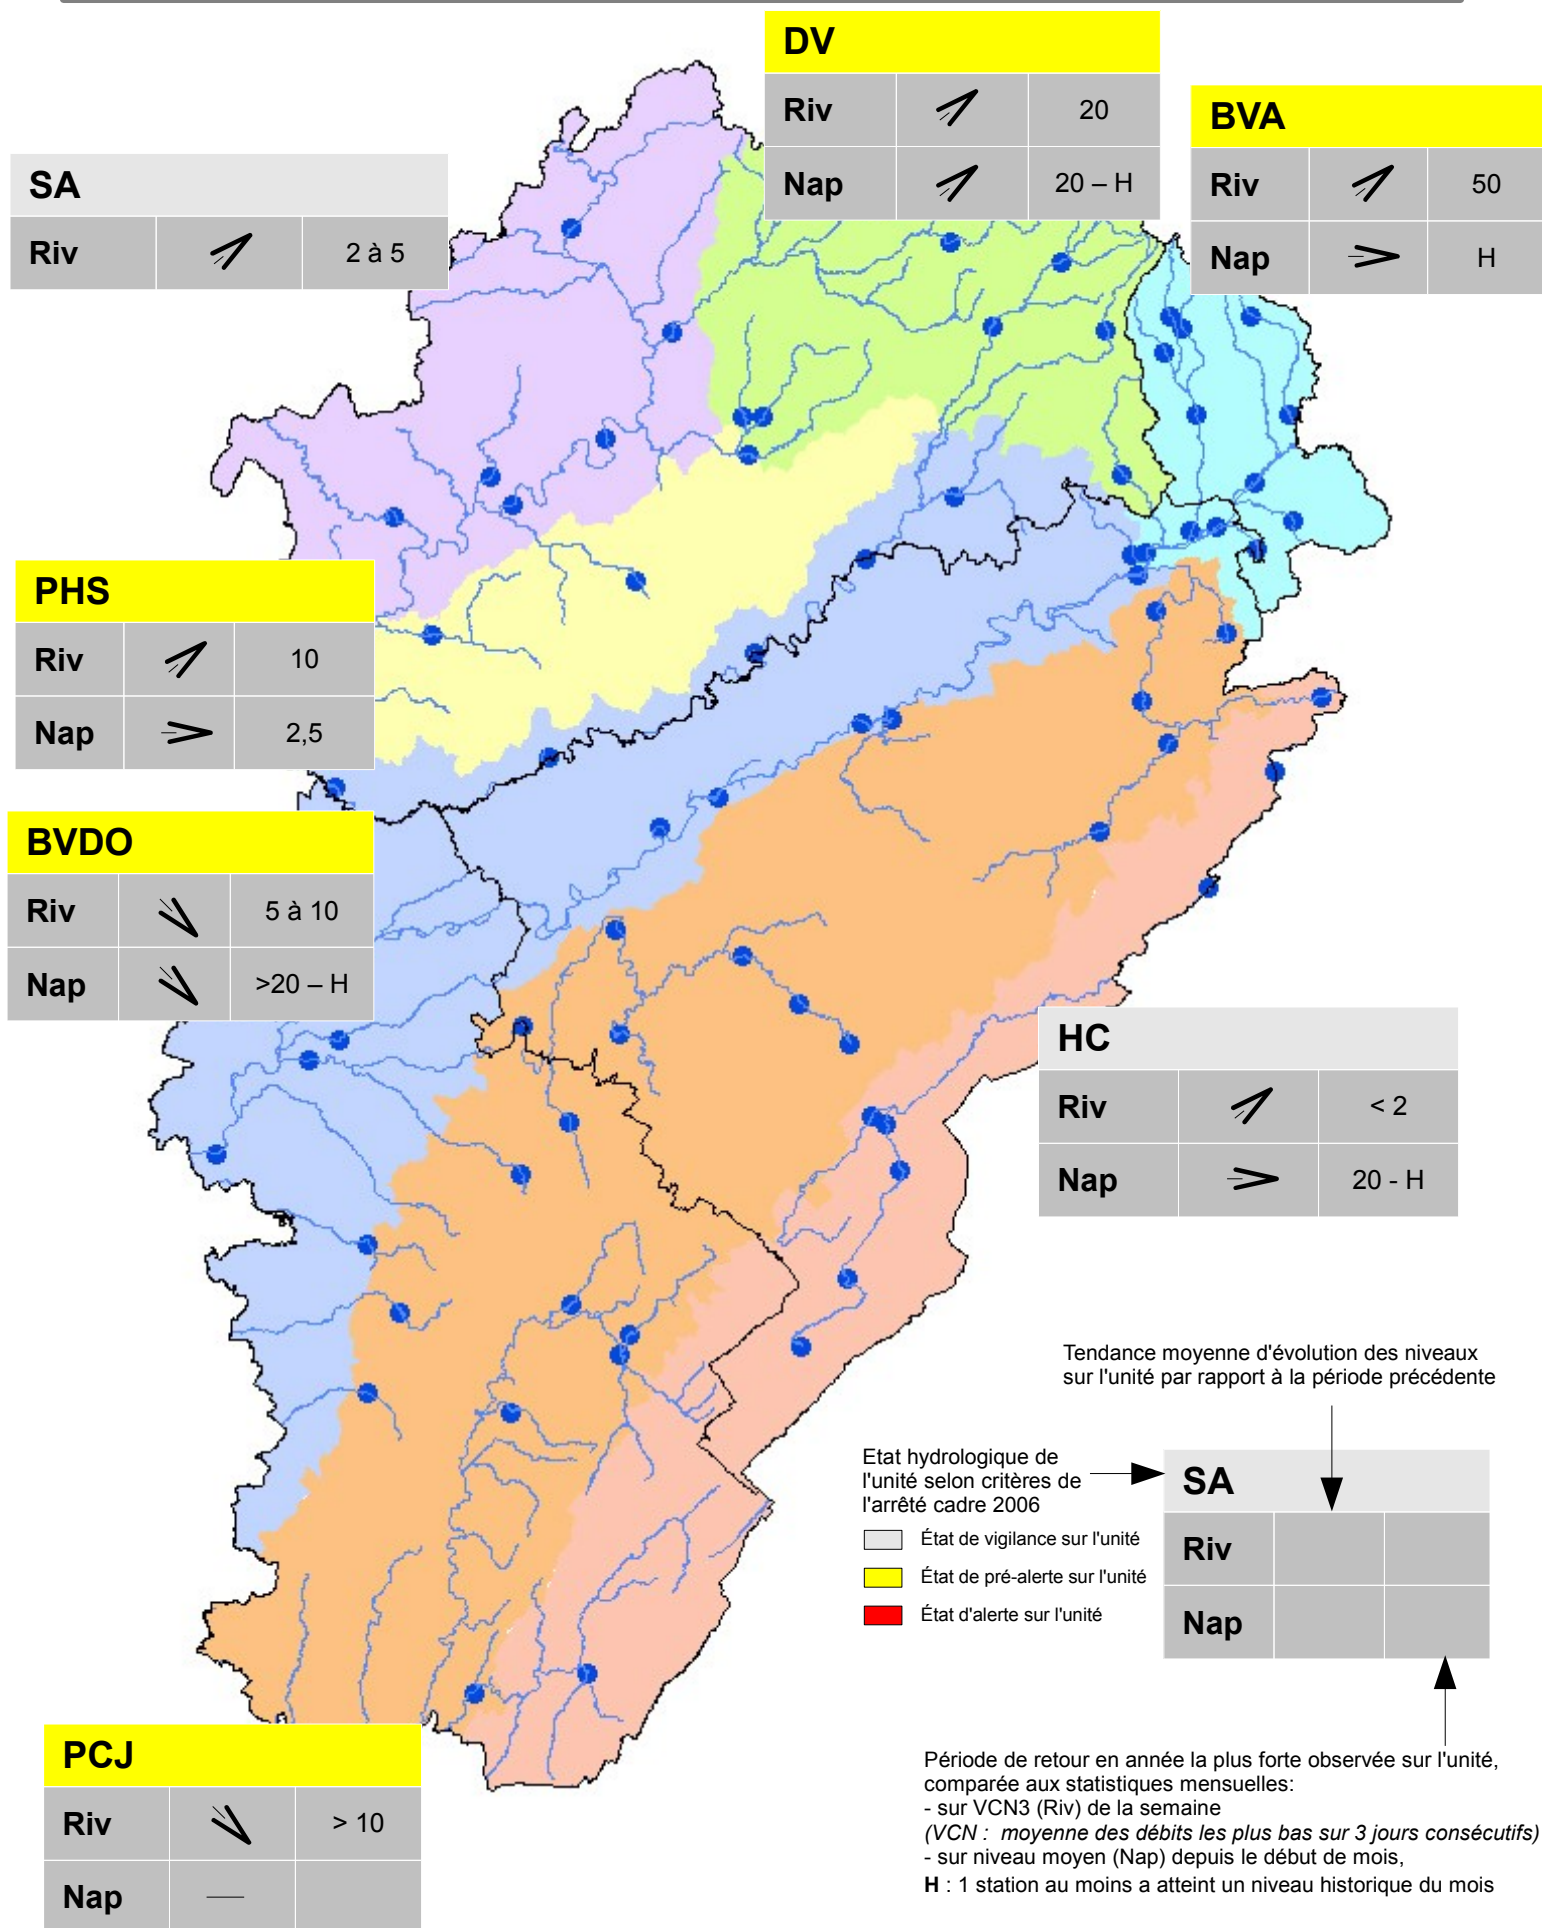 DV
Riv 20
Nap 20 – H
BVA
Riv 50
Nap H
SA
Riv 2 à 5
PHS
Riv 10
Nap 2,5
BVDO
Riv 5 à 10
Nap >20 – H
HC
Riv < 2
Nap 20 - H
Tendance moyenne d'évolution des niveaux
sur l'unité par rapport à la période précédente
Etat hydrologique de
l'unité selon critères de
l'arrêté cadre 2006
État de vigilance sur l'unité
État de pré-alerte sur l'unité
État d'alerte sur l'unité
SA
Riv
Nap
PCJ
Riv > 10
Nap —
Période de retour en année la plus forte observée sur l'unité,
comparée aux statistiques mensuelles:
- sur VCN3 (Riv) de la semaine
(VCN : moyenne des débits les plus bas sur 3 jours consécutifs)
- sur niveau moyen (Nap) depuis le début de mois,
H : 1 station au moins a atteint un niveau historique du mois